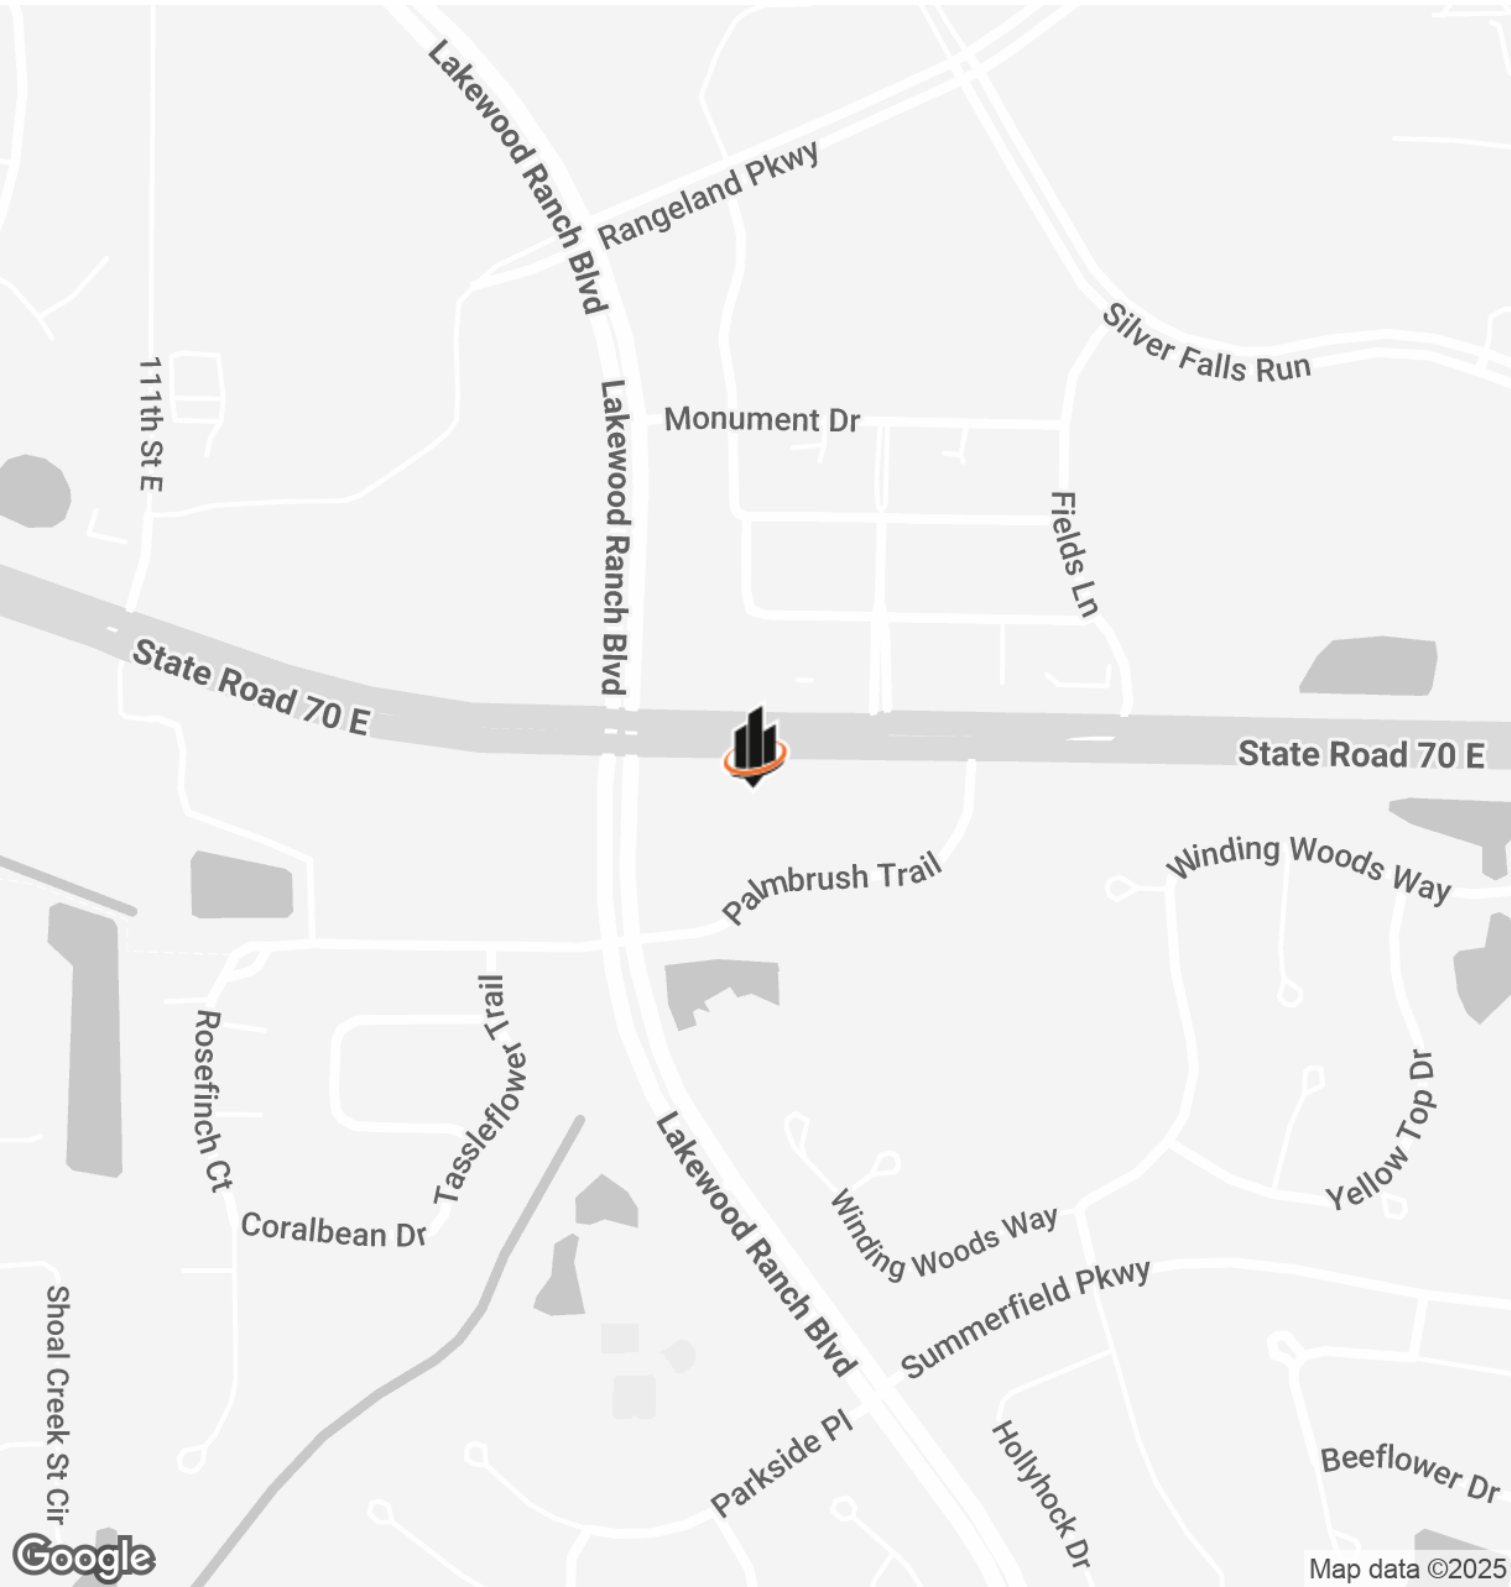 Lakewood Ranch Blvd
Rangeland Pkwy
Silver Falls Run
111th St E
Lakewood Ranch Blvd
Monument Dr
Fields Ln
State Road 70 E
State Road 70 E
Winding Woods Way
Palmbrush Trail
Tassleflower Trail
Rosefinch Ct
Yellow Top Dr
Lakewood Ranch Blvd
Winding Woods Way
Coralbean Dr
Summerfield Pkwy
Shoal Creek St Cir
Parkside Pl
Hollyhock Dr
Beeflower Dr
Google
Map data ©2025